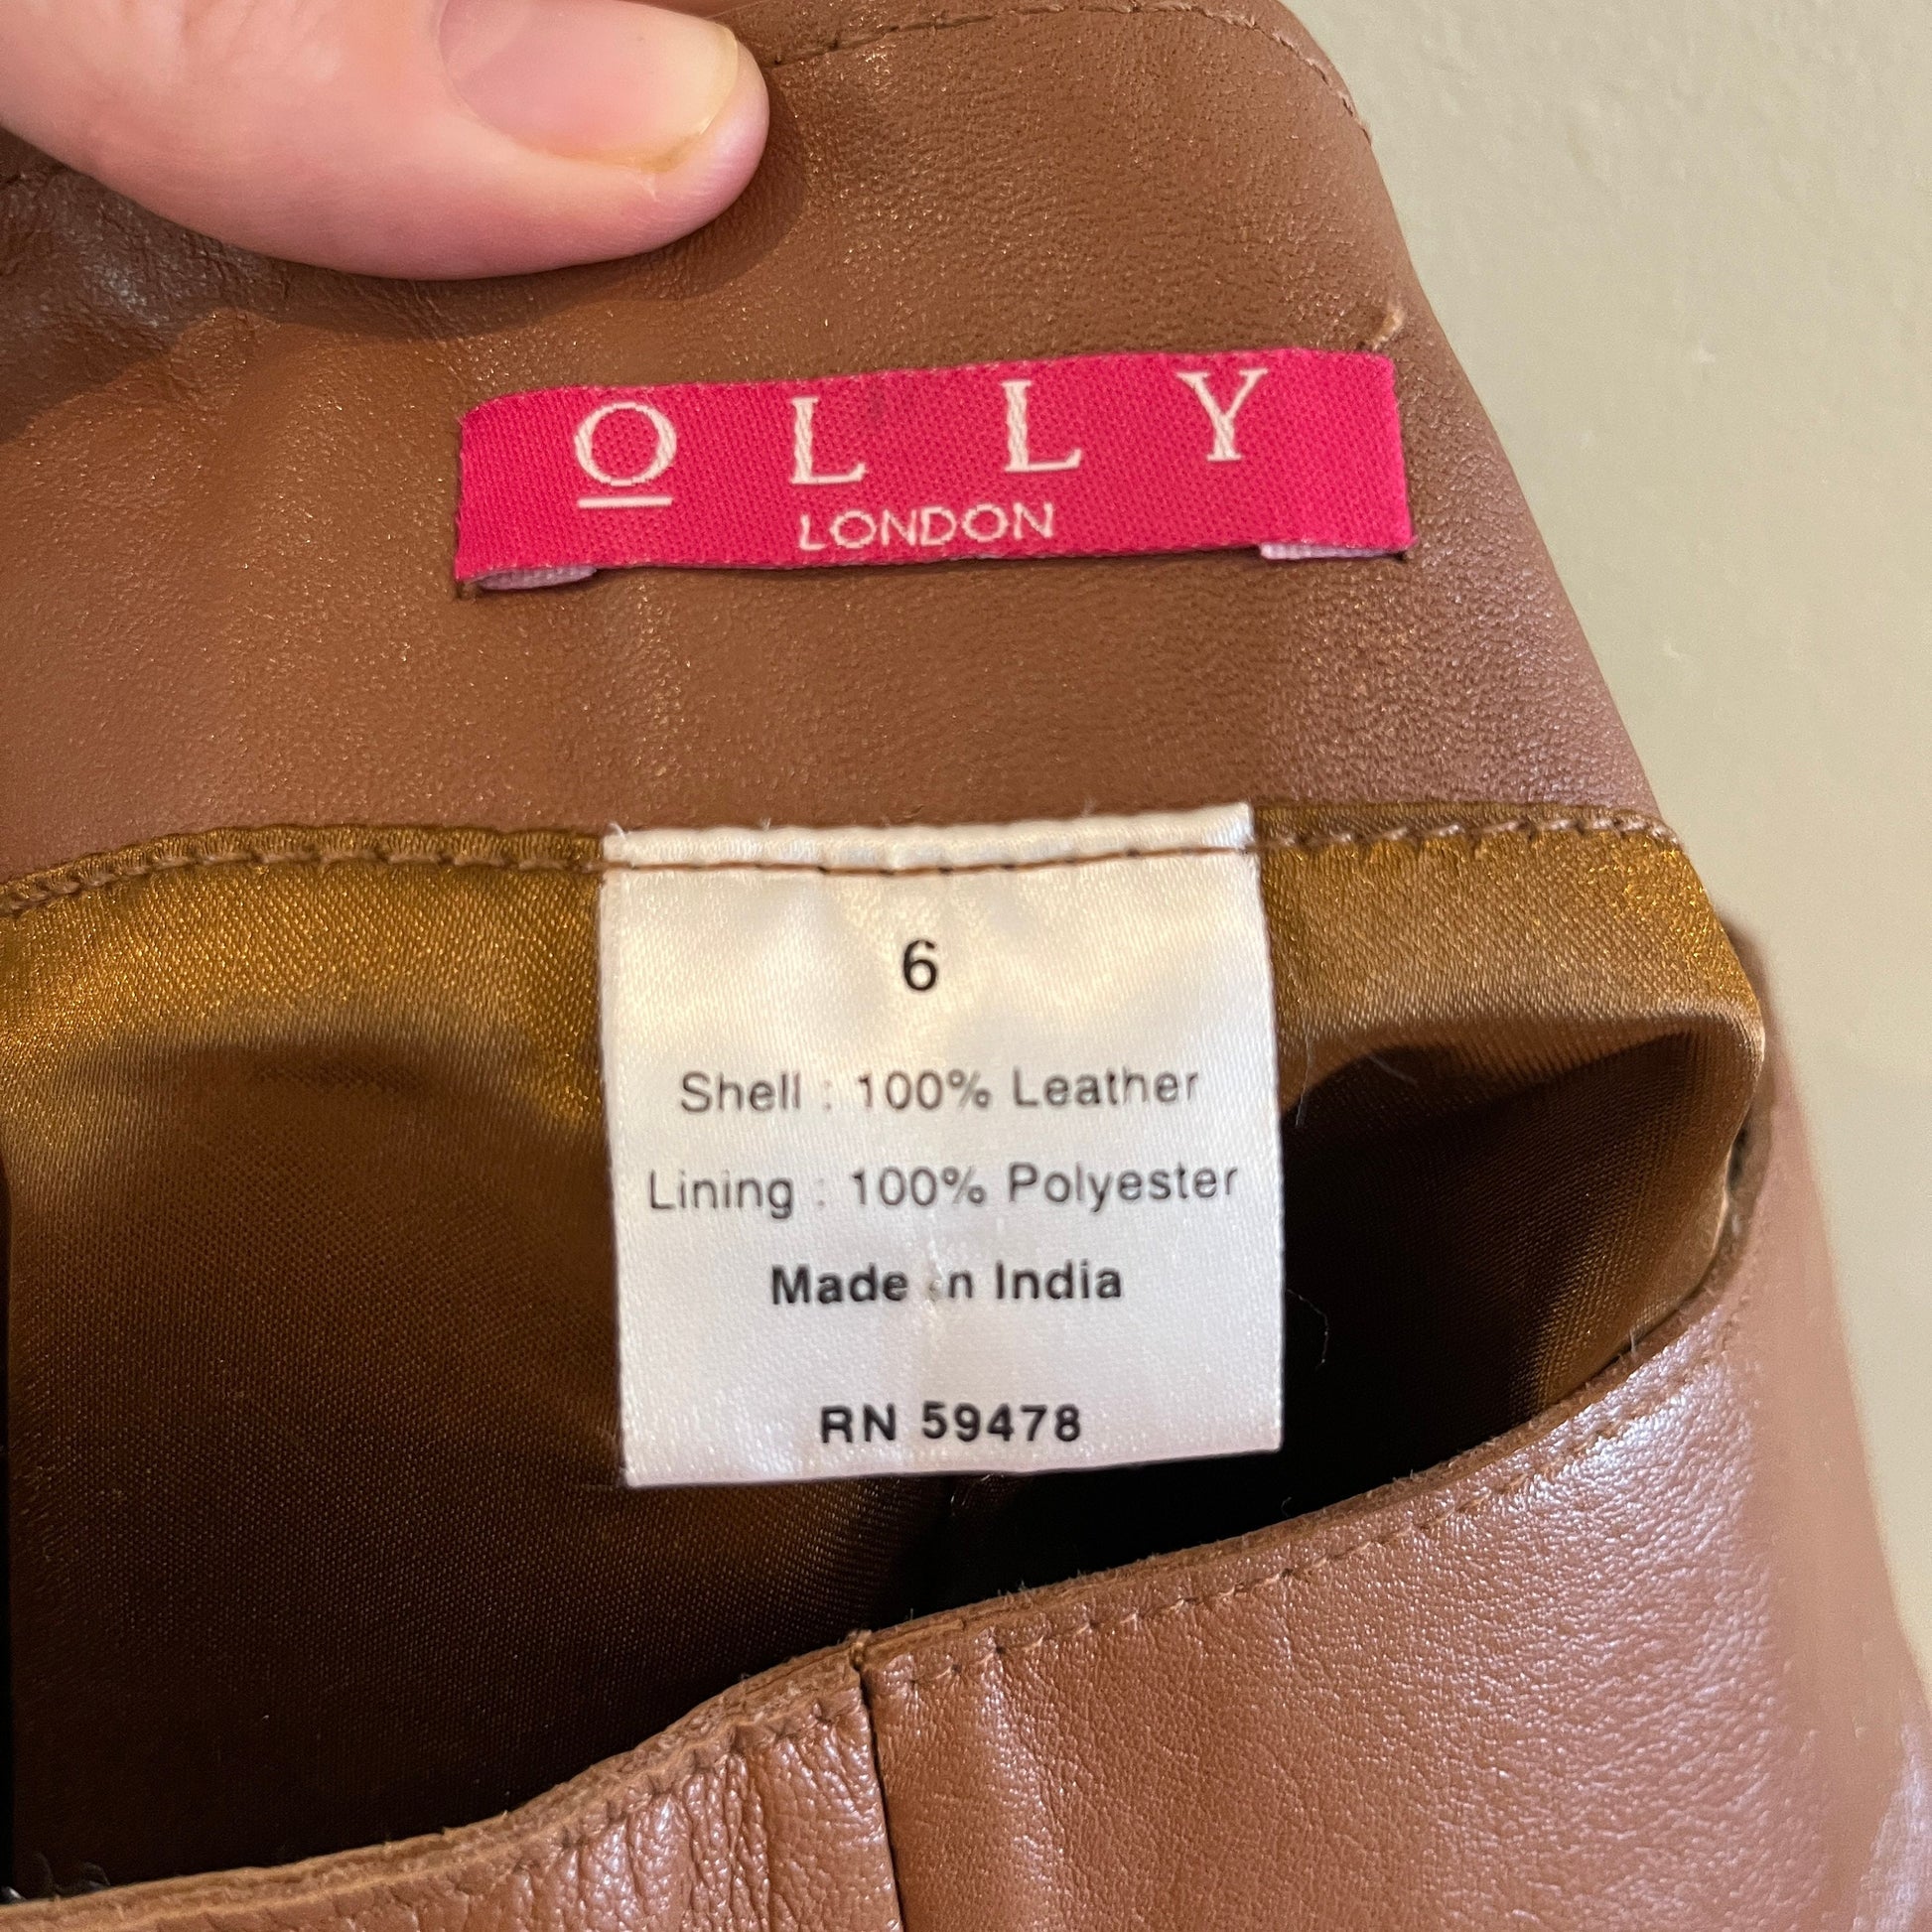 OLLY
LONDON
6
Shell : 100% Leather
Lining : 100% Polyester
Made in India
RN 59478